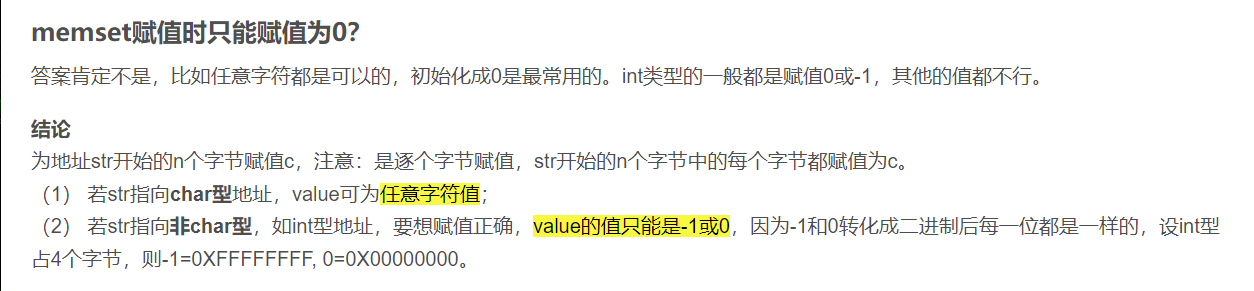 memset赋值时只能赋值为0？
答案肯定不是，比如任意字符都是可以的，初始化成0是最常用的。int类型的一般都是赋值0或-1，其他的值都不行。
结论
为地址str开始的n个字节赋值c，注意：是逐个字节赋值，str开始的n个字节中的每个字节都赋值为c。
（1） 若str指向char型地址，value可为任意字符值；
（2） 若str指向非char型，如int型地址，要想赋值正确，value的值只能是-1或0，因为-1和0转化成二进制后每一位都是一样的，设int型
占4个字节，则-1=0XFFFFFFFF, 0=0X00000000。